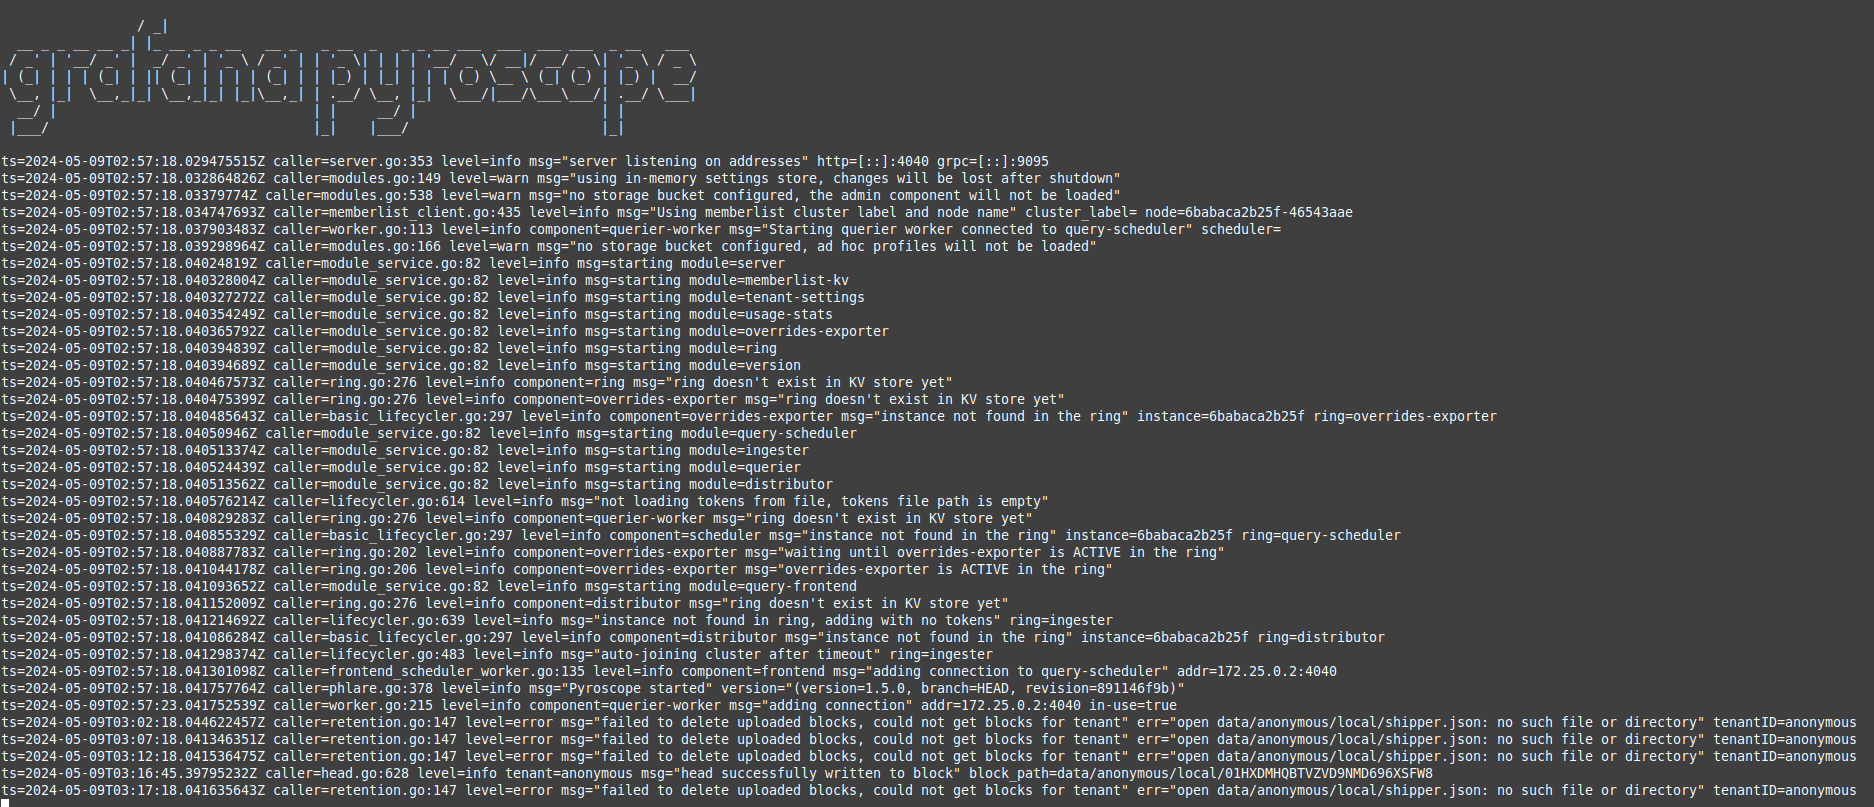 grafana pyroscope
ts=2024-05-09T02:57:18.029475515Z caller=server.go:353 level=info msg="server listening on addresses" http=[::]:4040 grpc=[::]:9095
ts=2024-05-09T02:57:18.032864826Z caller=modules.go:149 level=warn msg="using in-memory settings store, changes will be lost after shutdown"
ts=2024-05-09T02:57:18.03379774Z caller=modules.go:538 level=warn msg="no storage bucket configured, the admin component will not be loaded"
ts=2024-05-09T02:57:18.034747693Z caller=memberlist_client.go:435 level=info msg="Using memberlist cluster label and node name" cluster_label= node=6babaca2b25f-46543aae
ts=2024-05-09T02:57:18.037903483Z caller=worker.go:113 level=info component=querier-worker msg="Starting querier worker connected to query-scheduler" scheduler=
ts=2024-05-09T02:57:18.039298964Z caller=modules.go:166 level=warn msg="no storage bucket configured, ad hoc profiles will not be loaded"
ts=2024-05-09T02:57:18.04024819Z caller=module_service.go:82 level=info msg=starting module=server
ts=2024-05-09T02:57:18.040328004Z caller=module_service.go:82 level=info msg=starting module=memberlist-kv
ts=2024-05-09T02:57:18.040327272Z caller=module_service.go:82 level=info msg=starting module=tenant-settings
ts=2024-05-09T02:57:18.040354249Z caller=module_service.go:82 level=info msg=starting module=usage-stats
ts=2024-05-09T02:57:18.040365792Z caller=module_service.go:82 level=info msg=starting module=overrides-exporter
ts=2024-05-09T02:57:18.040394839Z caller=module_service.go:82 level=info msg=starting module=ring
ts=2024-05-09T02:57:18.040394689Z caller=module_service.go:82 level=info msg=starting module=version
ts=2024-05-09T02:57:18.040467573Z caller=ring.go:276 level=info component=ring msg="ring doesn't exist in KV store yet"
ts=2024-05-09T02:57:18.040475399Z caller=ring.go:276 level=info component=overrides-exporter msg="ring doesn't exist in KV store yet"
ts=2024-05-09T02:57:18.040485643Z caller=basic_lifecycler.go:297 level=info component=overrides-exporter msg="instance not found in the ring" instance=6babaca2b25f ring=overrides-exporter
ts=2024-05-09T02:57:18.04050946Z caller=module_service.go:82 level=info msg=starting module=query-scheduler
ts=2024-05-09T02:57:18.040513374Z caller=module_service.go:82 level=info msg=starting module=ingester
ts=2024-05-09T02:57:18.040524439Z caller=module_service.go:82 level=info msg=starting module=querier
ts=2024-05-09T02:57:18.040513562Z caller=module_service.go:82 level=info msg=starting module=distributor
ts=2024-05-09T02:57:18.040576214Z caller=lifecycler.go:614 level=info msg="not loading tokens from file, tokens file path is empty"
ts=2024-05-09T02:57:18.040829283Z caller=ring.go:276 level=info component=querier-worker msg="ring doesn't exist in KV store yet"
ts=2024-05-09T02:57:18.040855329Z caller=basic_lifecycler.go:297 level=info component=scheduler msg="instance not found in the ring" instance=6babaca2b25f ring=query-scheduler
ts=2024-05-09T02:57:18.040887783Z caller=ring.go:202 level=info component=overrides-exporter msg="waiting until overrides-exporter is ACTIVE in the ring"
ts=2024-05-09T02:57:18.041044178Z caller=ring.go:206 level=info component=overrides-exporter msg="overrides-exporter is ACTIVE in the ring"
ts=2024-05-09T02:57:18.041093652Z caller=module_service.go:82 level=info msg=starting module=query-frontend
ts=2024-05-09T02:57:18.041152009Z caller=ring.go:276 level=info component=distributor msg="ring doesn't exist in KV store yet"
ts=2024-05-09T02:57:18.041214692Z caller=lifecycler.go:639 level=info msg="instance not found in ring, adding with no tokens" ring=ingester
ts=2024-05-09T02:57:18.041086284Z caller=basic_lifecycler.go:297 level=info component=distributor msg="instance not found in the ring" instance=6babaca2b25f ring=distributor
ts=2024-05-09T02:57:18.041298374Z caller=lifecycler.go:483 level=info msg="auto-joining cluster after timeout" ring=ingester
ts=2024-05-09T02:57:18.041301098Z caller=frontend_scheduler_worker.go:135 level=info component=frontend msg="adding connection to query-scheduler" addr=172.25.0.2:4040
ts=2024-05-09T02:57:18.041757764Z caller=phlare.go:378 level=info msg="Pyroscope started" version="(version=1.5.0, branch=HEAD, revision=891146f9b)"
ts=2024-05-09T02:57:23.041752539Z caller=worker.go:215 level=info component=querier-worker msg="adding connection" addr=172.25.0.2:4040 in-use=true
ts=2024-05-09T03:02:18.044622457Z caller=retention.go:147 level=error msg="failed to delete uploaded blocks, could not get blocks for tenant" err="open data/anonymous/local/shipper.json: no such file or directory" tenantID=anonymous
ts=2024-05-09T03:07:18.041346351Z caller=retention.go:147 level=error msg="failed to delete uploaded blocks, could not get blocks for tenant" err="open data/anonymous/local/shipper.json: no such file or directory" tenantID=anonymous
ts=2024-05-09T03:12:18.041536475Z caller=retention.go:147 level=error msg="failed to delete uploaded blocks, could not get blocks for tenant" err="open data/anonymous/local/shipper.json: no such file or directory" tenantID=anonymous
ts=2024-05-09T03:16:45.39795232Z caller=head.go:628 level=info tenant=anonymous msg="head successfully written to block" block_path=data/anonymous/local/01HXDMHQBTVZVD9NMD696XSFW8
ts=2024-05-09T03:17:18.041635643Z caller=retention.go:147 level=error msg="failed to delete uploaded blocks, could not get blocks for tenant" err="open data/anonymous/local/shipper.json: no such file or directory" tenantID=anonymous